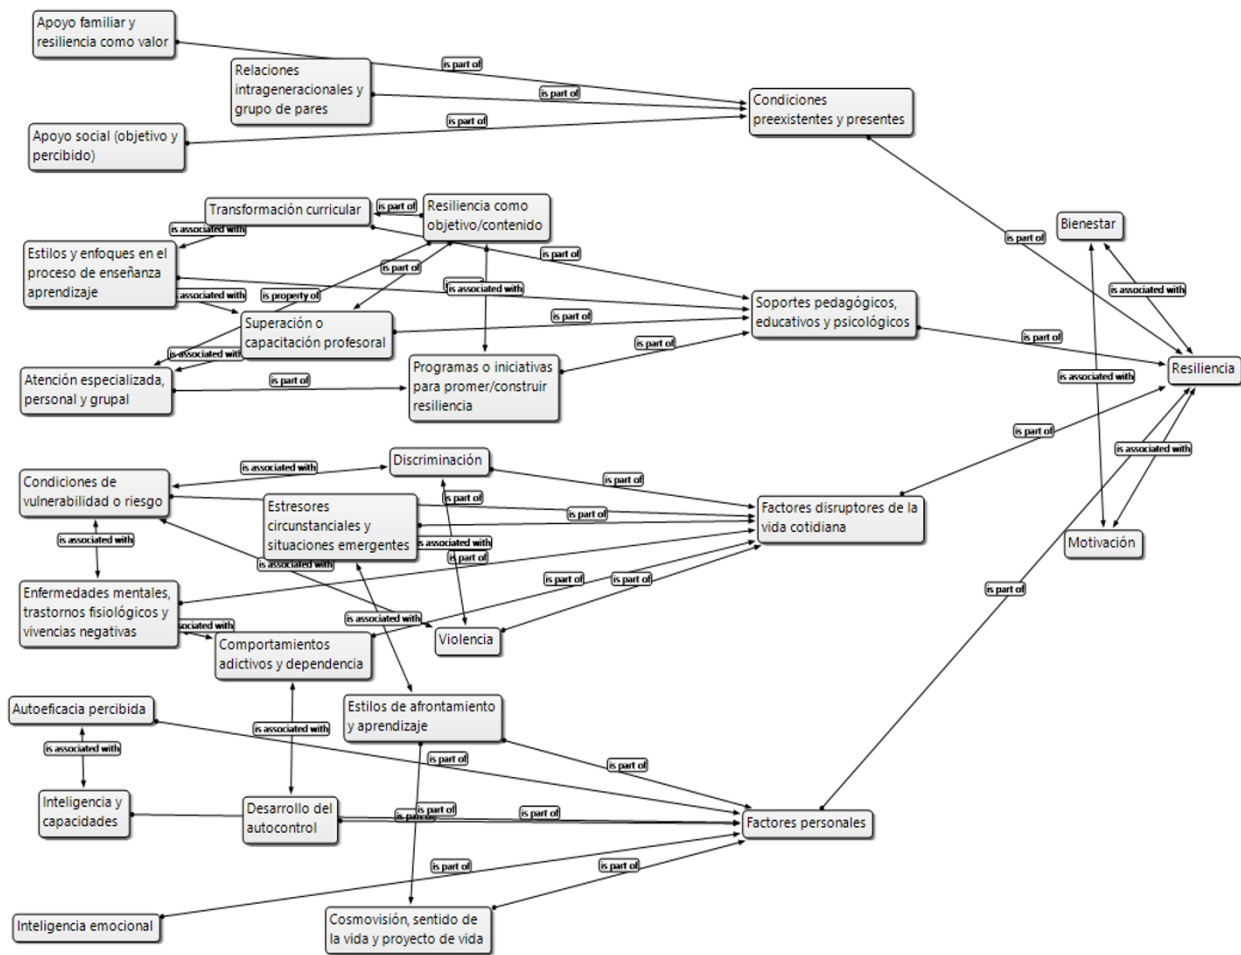 Apoyo familiar y
resiliencia como valor
is part of
Relaciones
intrageneracionales y
grupo de pares
is part of
Condiciones
preexistentes y presentes
Apoyo social (objetivo y
percibido)
is part of
Transformación curricular
is part of
Resiliencia como
objetivo/contenido
is associated with
Bienestar
is part of
Estilos y enfoques en el
proceso de enseñanza
aprendizaje
is part of
is part of
is associated with
is associated with
is property of
is associated with
Soportes pedagógicos,
educativos y psicológicos
Superación o
capacitación profesoral
is part of
is part of
is part of
is associated with
Resiliencia
Atención especializada,
personal y grupal
is part of
Programas o iniciativas
para promer/construir
resiliencia
is associated with
is part of
Discriminación
is associated with
is associated with
Condiciones de
vulnerabilidad o riesgo
is part of
Estresores
circunstanciales y
situaciones emergentes
is part of
Factores disruptores de la
vida cotidiana
is associated with
is associated with
Motivación
is part of
is associated with
is part of
is part of
is part of
Enfermedades mentales,
trastornos fisiológicos y
vivencias negativas
is associated with
associated with
Comportamientos
adictivos y dependencia
Violencia
Autoeficacia percibida
Estilos de afrontamiento
y aprendizaje
is associated with
is associated with
is part of
is part of
Inteligencia y
capacidades
Desarrollo del
autocontrol
is part of
is part of
is part of
Factores personales
is part of
is part of
Inteligencia emocional
Cosmovisión, sentido de
la vida y proyecto de vida